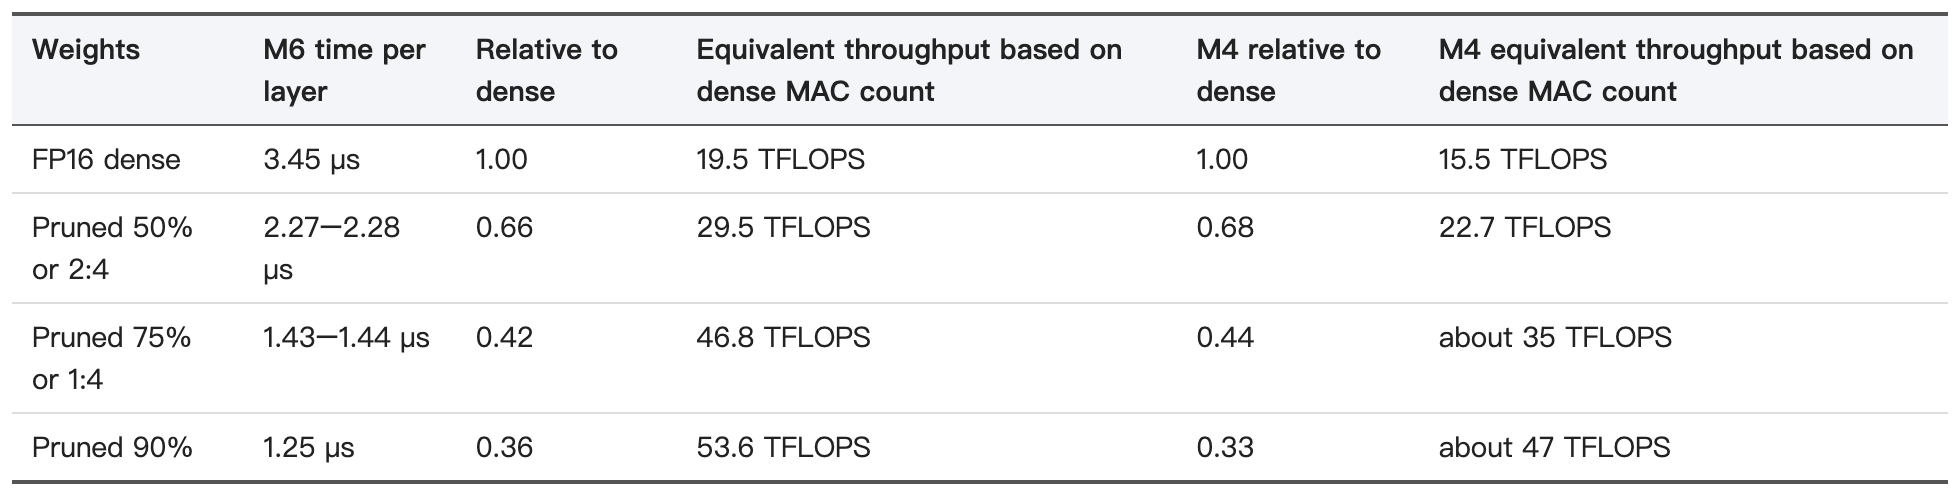 Weights
M6 time per
layer
Relative to
dense
Equivalent throughput based on
dense MAC count
M4 relative to
dense
M4 equivalent throughput based on
dense MAC count
FP16 dense
3.45 µs
1.00
19.5 TFLOPS
1.00
15.5 TFLOPS
Pruned 50%
or 2:4
2.27–2.28
µs
0.66
29.5 TFLOPS
0.68
22.7 TFLOPS
Pruned 75%
or 1:4
1.43–1.44 µs
0.42
46.8 TFLOPS
0.44
about 35 TFLOPS
Pruned 90%
1.25 µs
0.36
53.6 TFLOPS
0.33
about 47 TFLOPS